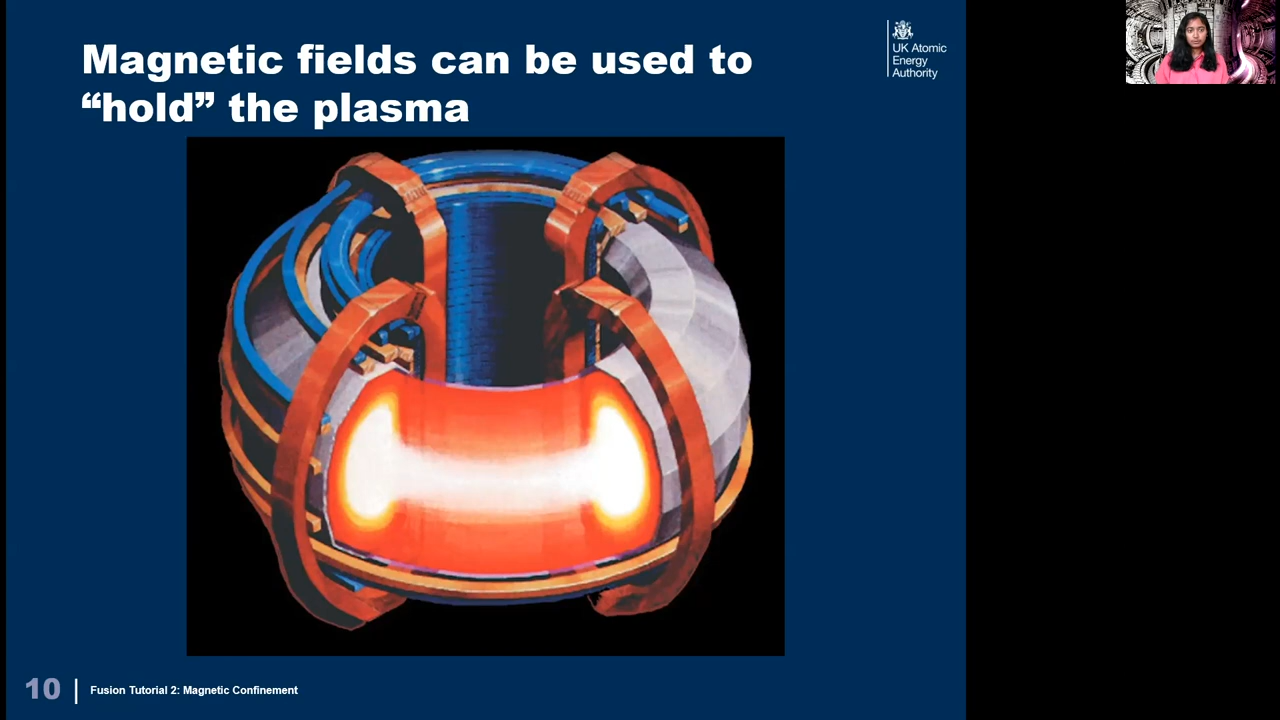 Magnetic fields can be used to
“hold” the plasma
UK Atomic
Energy
Authority
10
Fusion Tutorial 2: Magnetic Confinement